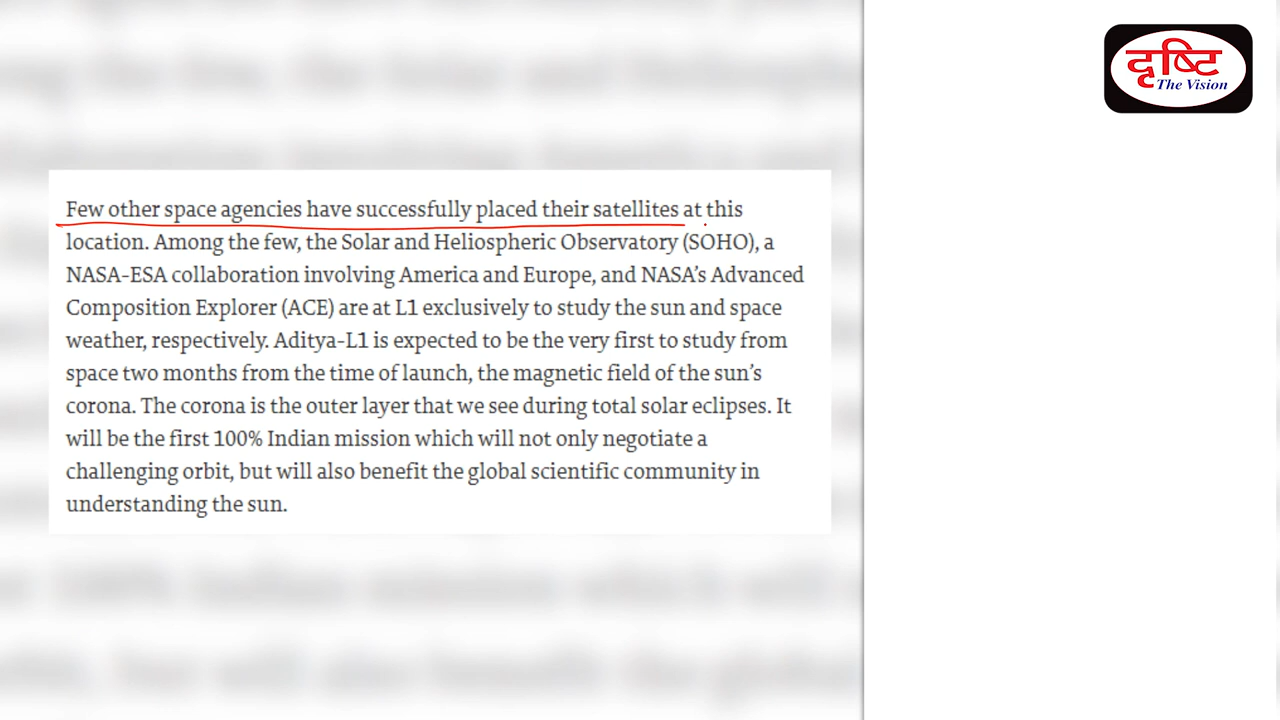 दृष्टि
The Vision
Few other space agencies have successfully placed their satellites at this
location. Among the few, the Solar and Heliospheric Observatory (SOHO), a
NASA-ESA collaboration involving America and Europe, and NASA’s Advanced
Composition Explorer (ACE) are at L1 exclusively to study the sun and space
weather, respectively. Aditya-L1 is expected to be the very first to study from
space two months from the time of launch, the magnetic field of the sun’s
corona. The corona is the outer layer that we see during total solar eclipses. It
will be the first 100% Indian mission which will not only negotiate a
challenging orbit, but will also benefit the global scientific community in
understanding the sun.